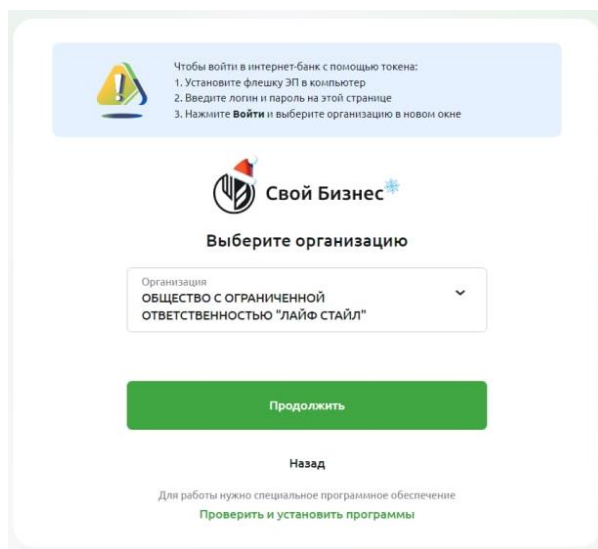 Чтобы войти в интернет-банк с помощью токена:
1. Установите флешку ЭП в компьютер
2. Введите логин и пароль на этой странице
3. Нажмите Войти и выберите организацию в новом окне
Свой Бизнес
Выберите организацию
Организация
ОБЩЕСТВО С ОГРАНИЧЕННОЙ
ОТВЕТСТВЕННОСТЬЮ "ЛАЙФ СТАЙЛ"
Продолжить
Назад
Для работы нужно специальное программное обеспечение
Проверить и установить программы